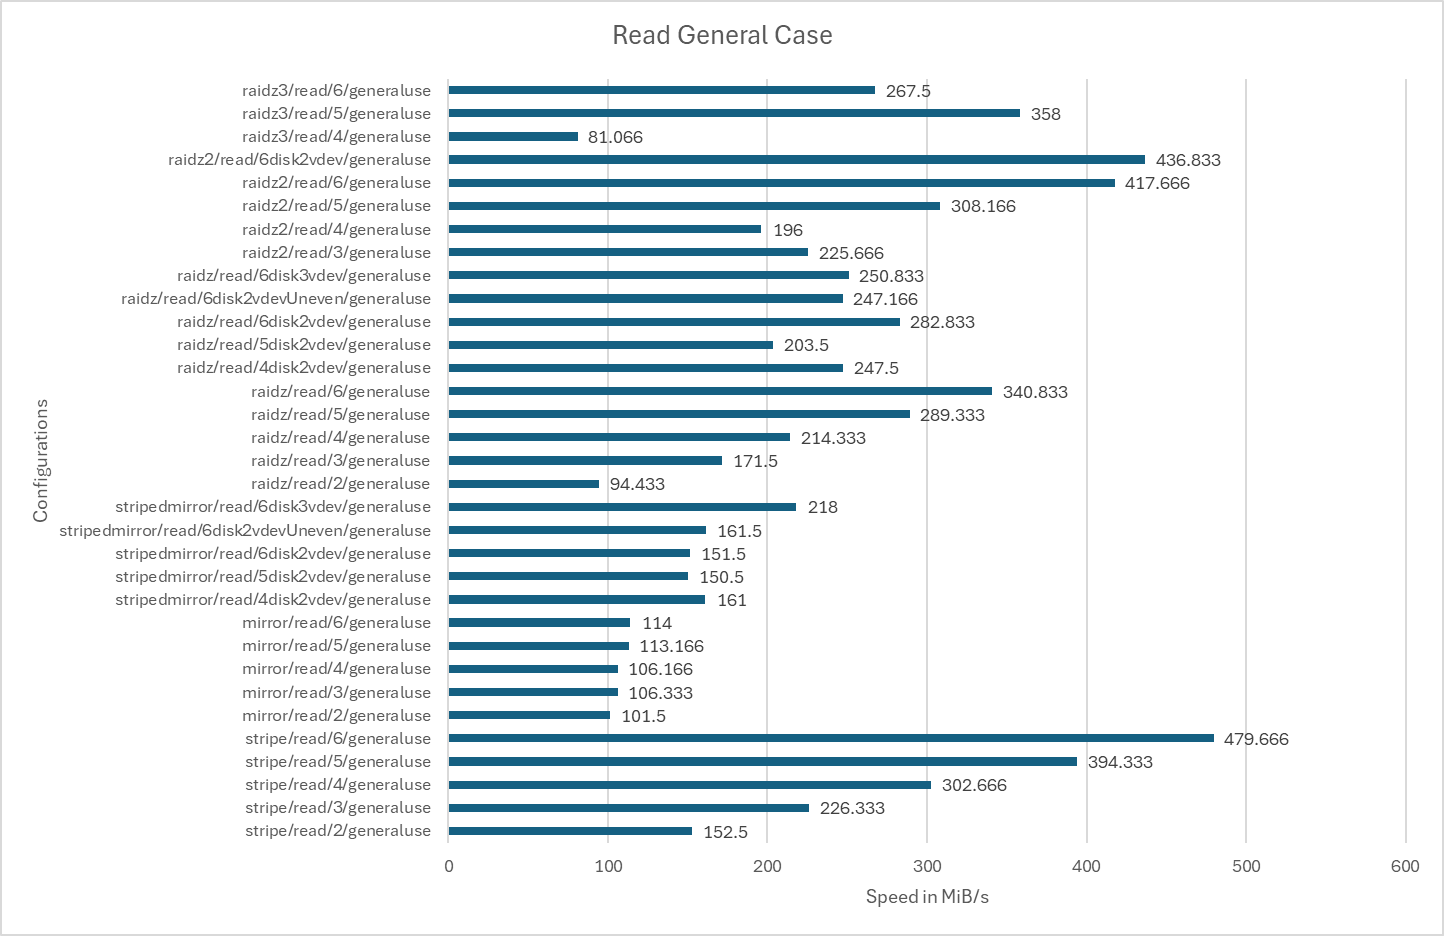 Read General Case
Configurations
raidz3/read/6/generaluse 267.5
raidz3/read/5/generaluse 358
raidz3/read/4/generaluse 81.066
raidz2/read/6disk2vdev/generaluse 436.833
raidz2/read/6/generaluse 417.666
raidz2/read/5/generaluse 308.166
raidz2/read/4/generaluse 196
raidz2/read/3/generaluse 225.666
raidz/read/6disk3vdev/generaluse 250.833
raidz/read/6disk2vdevUneven/generaluse 247.166
raidz/read/6disk2vdev/generaluse 282.833
raidz/read/5disk2vdev/generaluse 203.5
raidz/read/4disk2vdev/generaluse 247.5
raidz/read/6/generaluse 340.833
raidz/read/5/generaluse 289.333
raidz/read/4/generaluse 214.333
raidz/read/3/generaluse 171.5
raidz/read/2/generaluse 94.433
stripedmirror/read/6disk3vdev/generaluse 218
stripedmirror/read/6disk2vdevUneven/generaluse 161.5
stripedmirror/read/6disk2vdev/generaluse 151.5
stripedmirror/read/5disk2vdev/generaluse 150.5
stripedmirror/read/4disk2vdev/generaluse 161
mirror/read/6/generaluse 114
mirror/read/5/generaluse 113.166
mirror/read/4/generaluse 106.166
mirror/read/3/generaluse 106.333
mirror/read/2/generaluse 101.5
stripe/read/6/generaluse 479.666
stripe/read/5/generaluse 394.333
stripe/read/4/generaluse 302.666
stripe/read/3/generaluse 226.333
stripe/read/2/generaluse 152.5
0 100 200 300 400 500 600
Speed in MiB/s